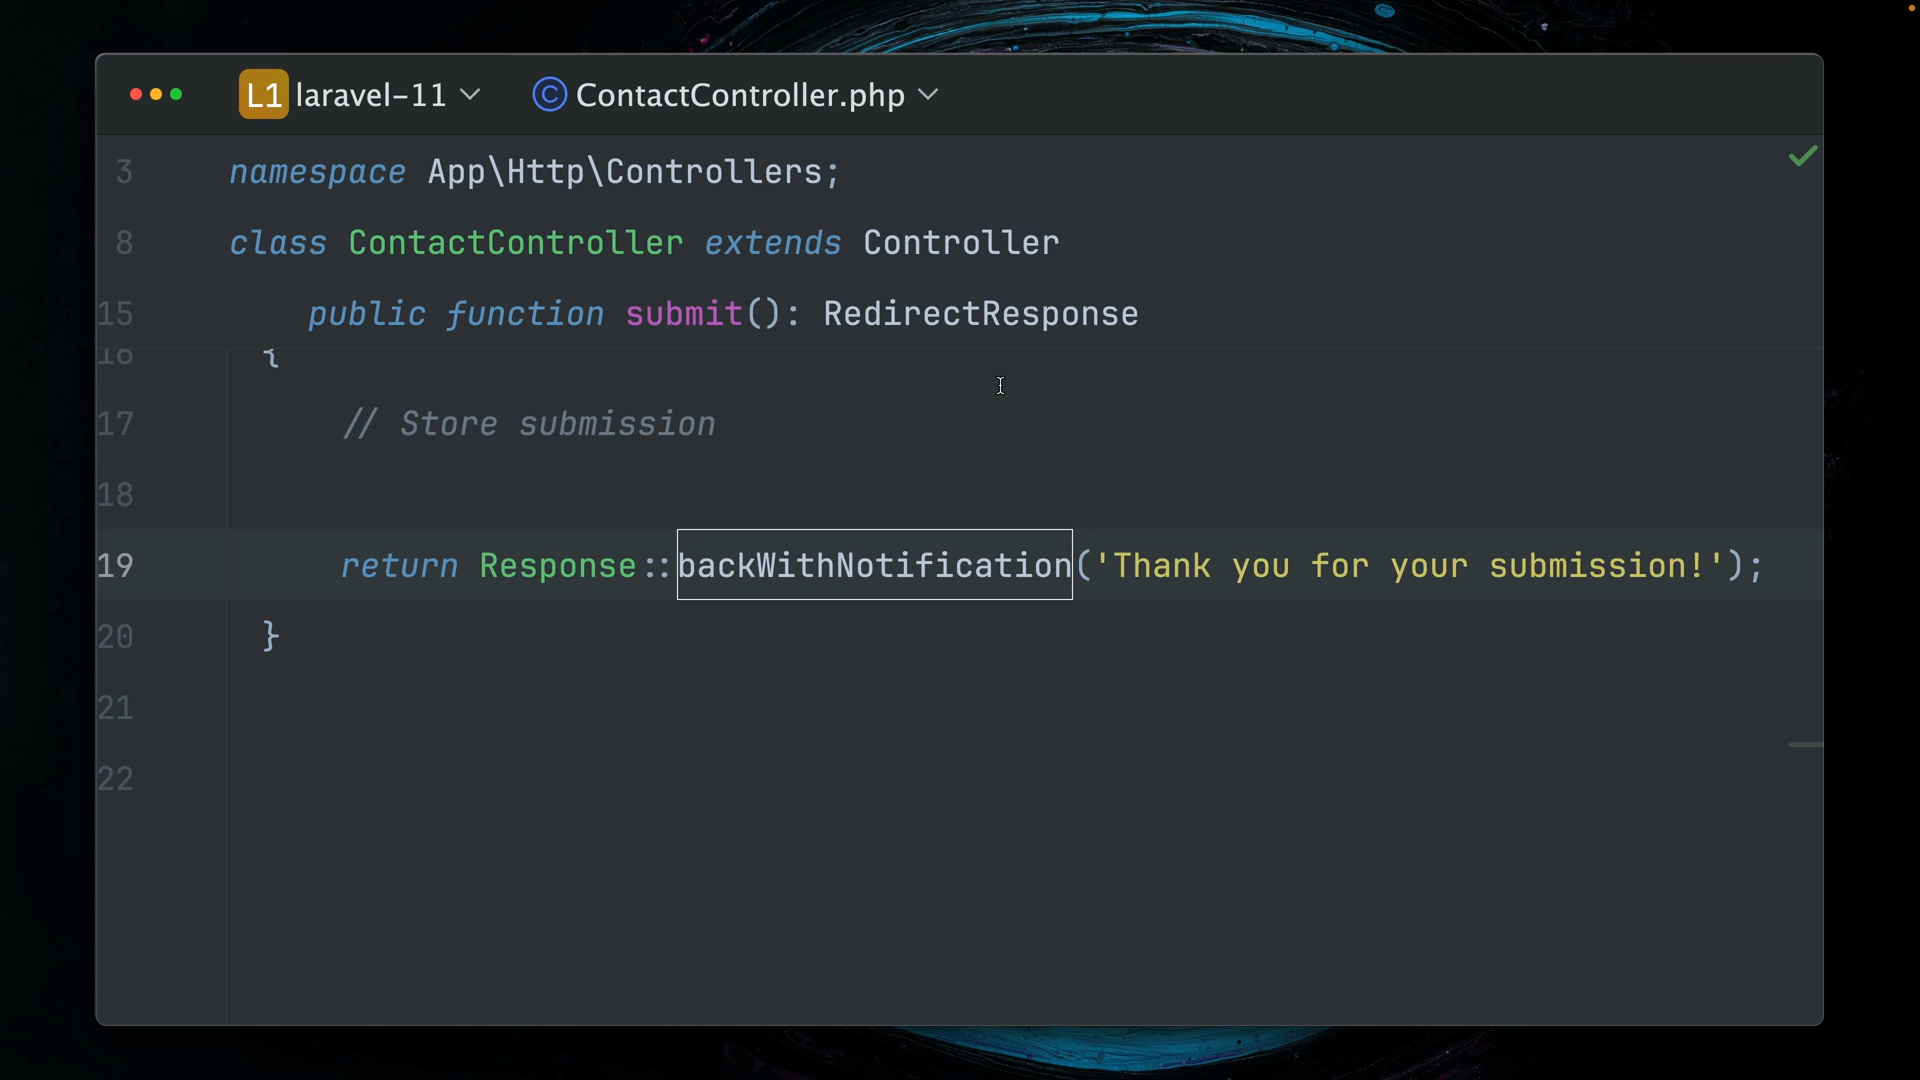 L1 laravel-11 ContactController.php
3 namespace App\Http\Controllers;
8 class ContactController extends Controller
15 public function submit(): RedirectResponse
16 {
17 // Store submission
18
19 return Response::backWithNotification('Thank you for your submission!');
20 }
21
22